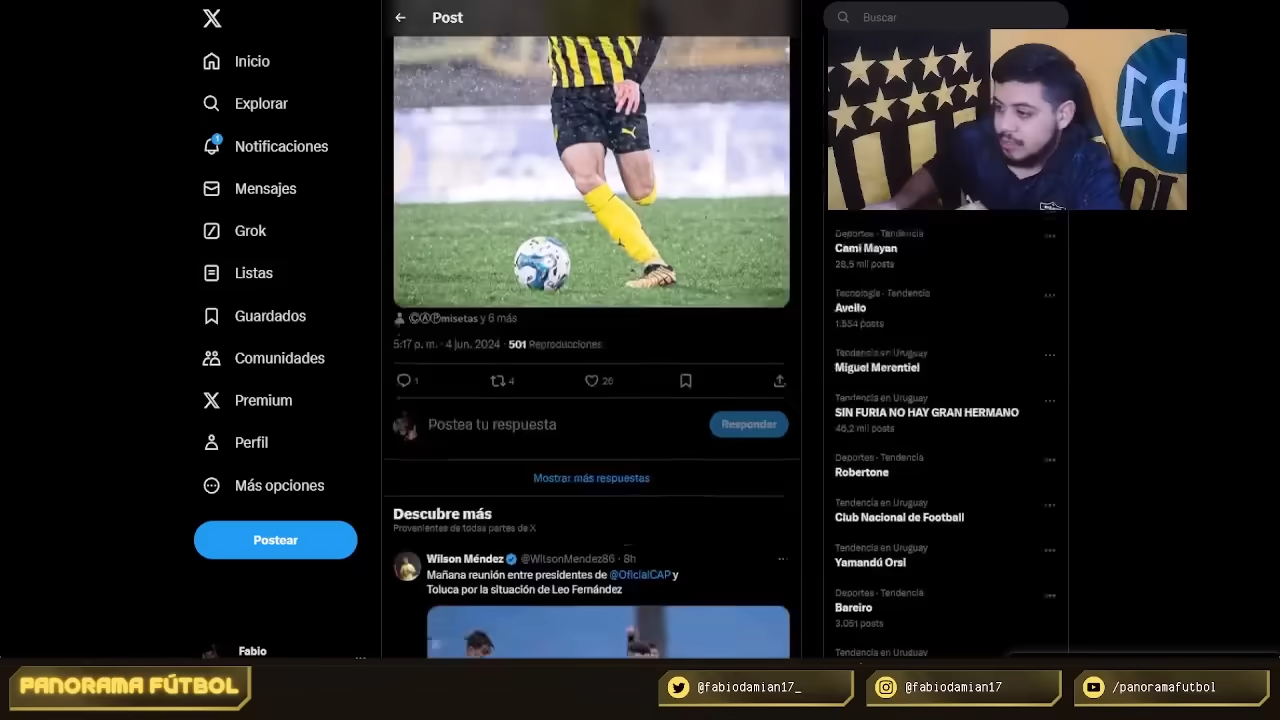 Inicio
Explorar
1
Notificaciones
Mensajes
Grok
Listas
Guardados
Comunidades
Premium
Perfil
Más opciones
Postear
Fabio
Post
ⒸⒶⓅmisetas y 6 más
5:17 p. m. · 4 jun. 2024 · 501 Reproducciones
1 4 26
Postea tu respuesta
Responder
Mostrar más respuestas
Descubre más
Provenientes de todas partes de X
Wilson Méndez @WilsonMendez86 · 8h
Mañana reunión entre presidentes de @OficialCAP y
Toluca por la situación de Leo Fernández
Buscar
Deportes · Tendencia
Cami Mayan
28,5 mil posts
Tecnología · Tendencia
Avello
1.554 posts
Tendencia en Uruguay
Miguel Merentiel
Tendencia en Uruguay
SIN FURIA NO HAY GRAN HERMANO
46,2 mil posts
Deportes · Tendencia
Robertone
Tendencia en Uruguay
Club Nacional de Football
Tendencia en Uruguay
Yamandú Orsi
Deportes · Tendencia
Bareiro
3.051 posts
Tendencia en Uruguay
PANORAMA FÚTBOL
@fabiodamian17_
@fabiodamian17
/panoramafutbol